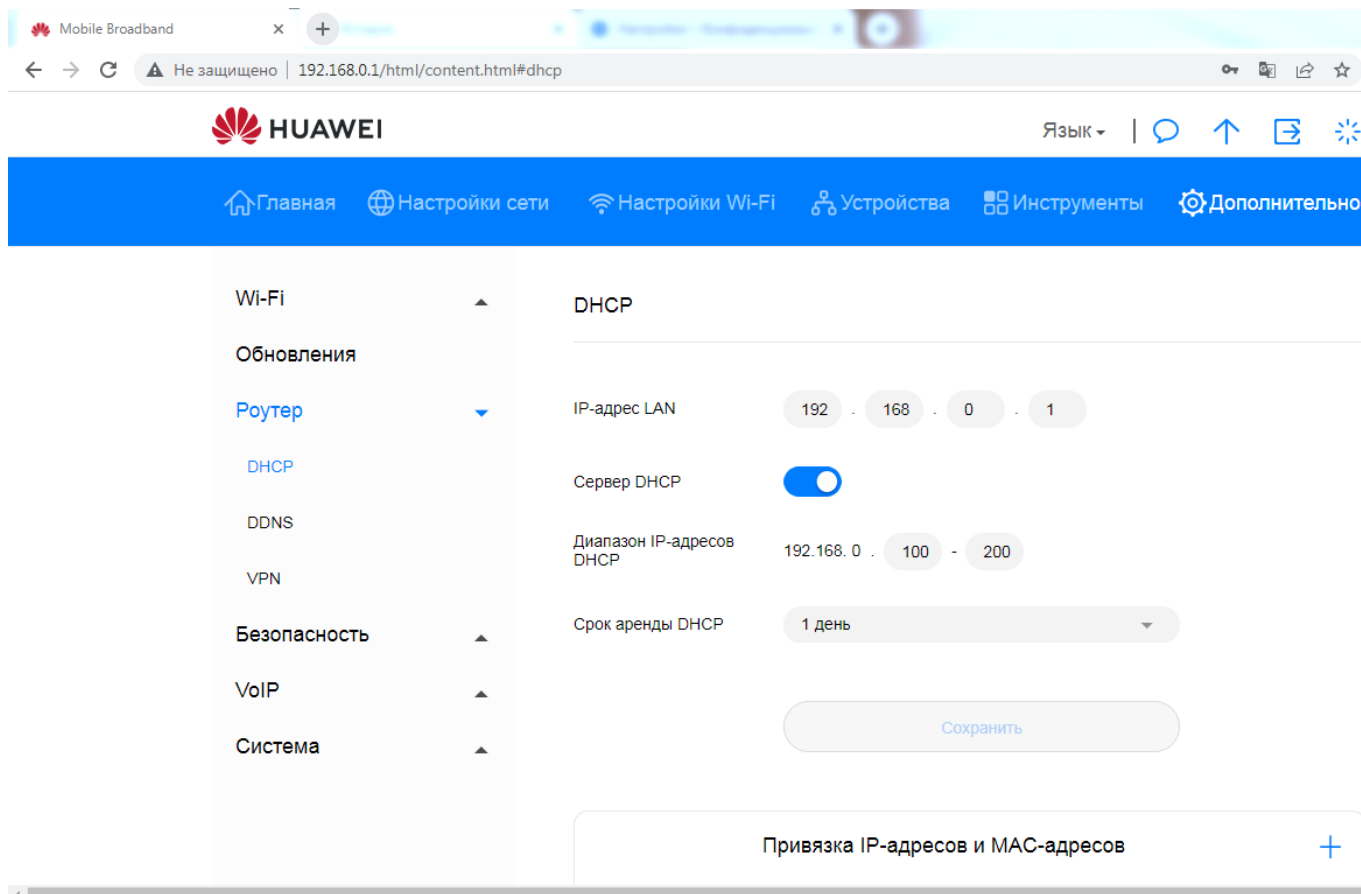 Mobile Broadband
Не защищено | 192.168.0.1/html/content.html#dhcp
HUAWEI
Язык
Главная Настройки сети Настройки Wi-Fi Устройства Инструменты Дополнительно
Wi-Fi
Обновления
Роутер
DHCP
DDNS
VPN
Безопасность
VoIP
Система
DHCP
IP-адрес LAN 192 . 168 . 0 . 1
Сервер DHCP
Диапазон IP-адресов
DHCP
192.168. 0 . 100 - 200
Срок аренды DHCP 1 день
Сохранить
Привязка IP-адресов и MAC-адресов